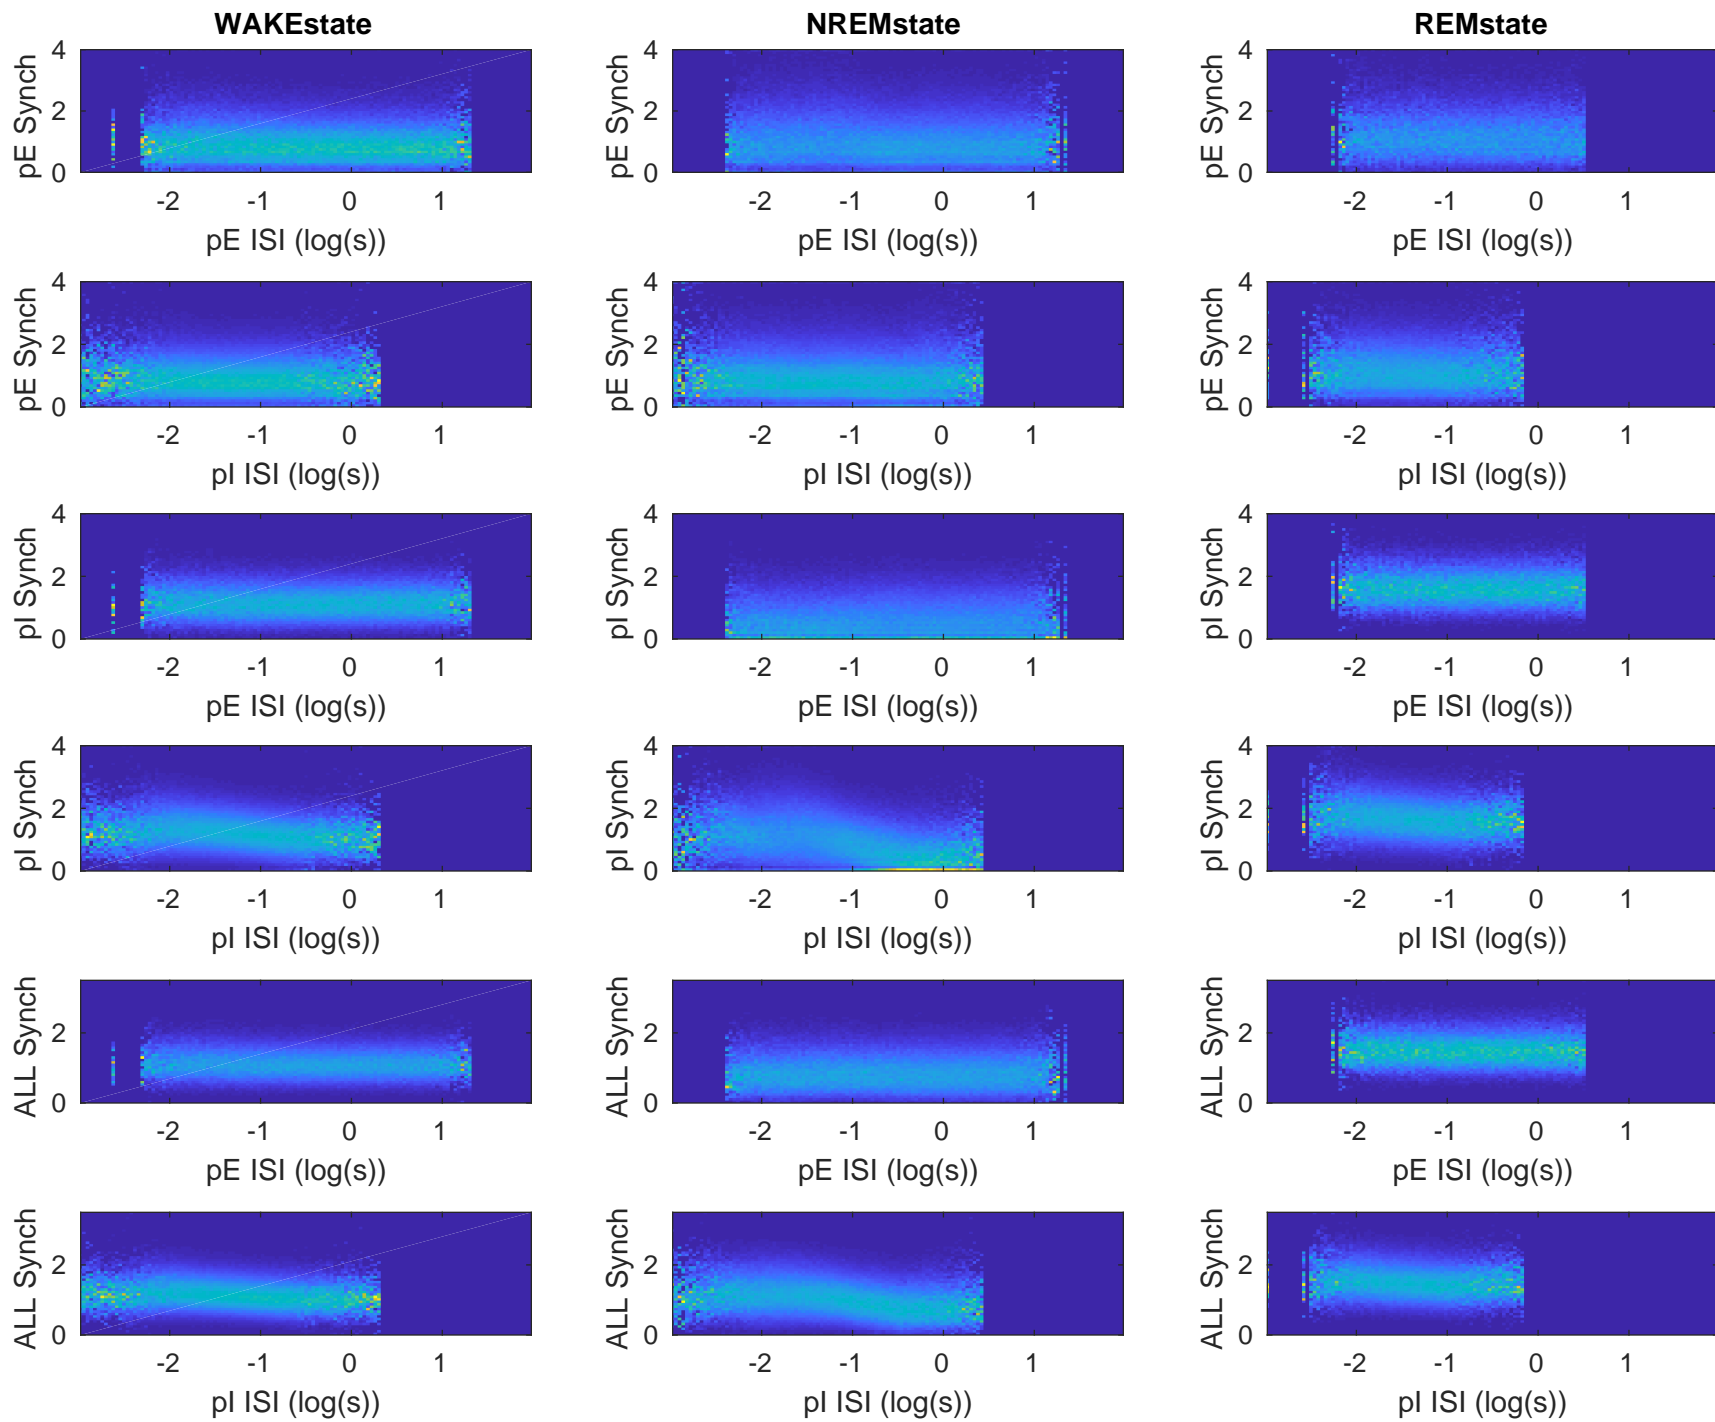 WAKEstate NREMstate REMstate
4 4 4
2 2 2
0 0 0
pE Synch pE Synch pE Synch
-2 -1 0 1 -2 -1 0 1 -2 -1 0 1
pE ISI (log(s)) pE ISI (log(s)) pE ISI (log(s))
4 4 4
2 2 2
0 0 0
pE Synch pE Synch pE Synch
-2 -1 0 1 -2 -1 0 1 -2 -1 0 1
pI ISI (log(s)) pI ISI (log(s)) pI ISI (log(s))
4 4 4
2 2 2
0 0 0
pI Synch pI Synch pI Synch
-2 -1 0 1 -2 -1 0 1 -2 -1 0 1
pE ISI (log(s)) pE ISI (log(s)) pE ISI (log(s))
4 4 4
2 2 2
0 0 0
pI Synch pI Synch pI Synch
-2 -1 0 1 -2 -1 0 1 -2 -1 0 1
pI ISI (log(s)) pI ISI (log(s)) pI ISI (log(s))
2 2 2
0 0 0
ALL Synch ALL Synch ALL Synch
-2 -1 0 1 -2 -1 0 1 -2 -1 0 1
pE ISI (log(s)) pE ISI (log(s)) pE ISI (log(s))
2 2 2
0 0 0
ALL Synch ALL Synch ALL Synch
-2 -1 0 1 -2 -1 0 1 -2 -1 0 1
pI ISI (log(s)) pI ISI (log(s)) pI ISI (log(s))